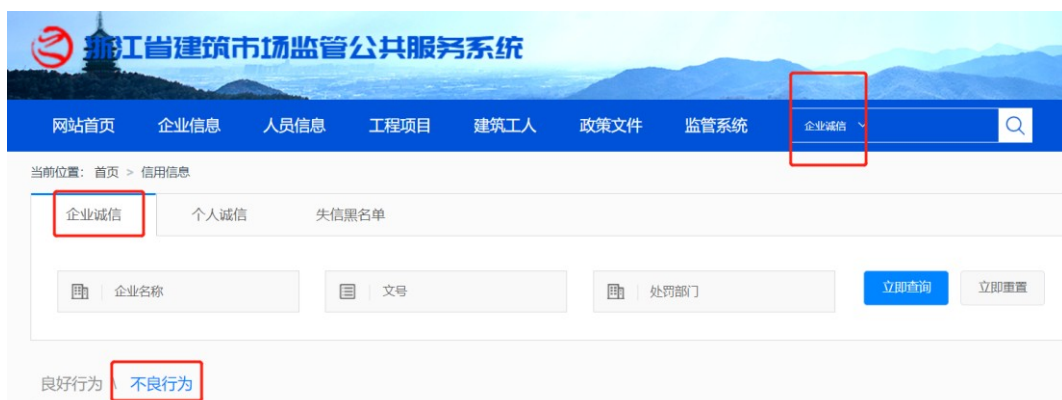 浙江省建筑市场监管公共服务系统
网站首页 企业信息 人员信息 工程项目 建筑工人 政策文件 监管系统 企业诚信
当前位置: 首页 > 信用信息
企业诚信 个人诚信 失信黑名单
企业名称 文号 处罚部门 立即查询 立即重置
良好行为 \ 不良行为